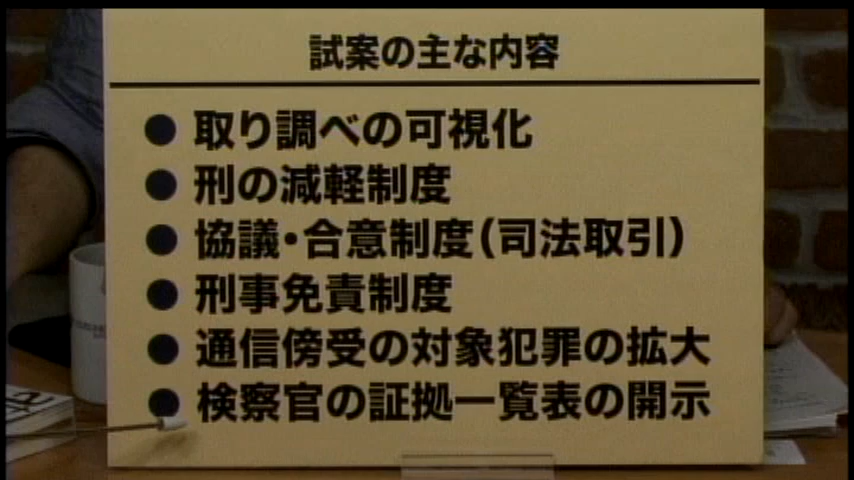 試案の主な内容
● 取り調べの可視化
● 刑の減軽制度
● 協議・合意制度(司法取引)
● 刑事免責制度
● 通信傍受の対象犯罪の拡大
● 検察官の証拠一覧表の開示